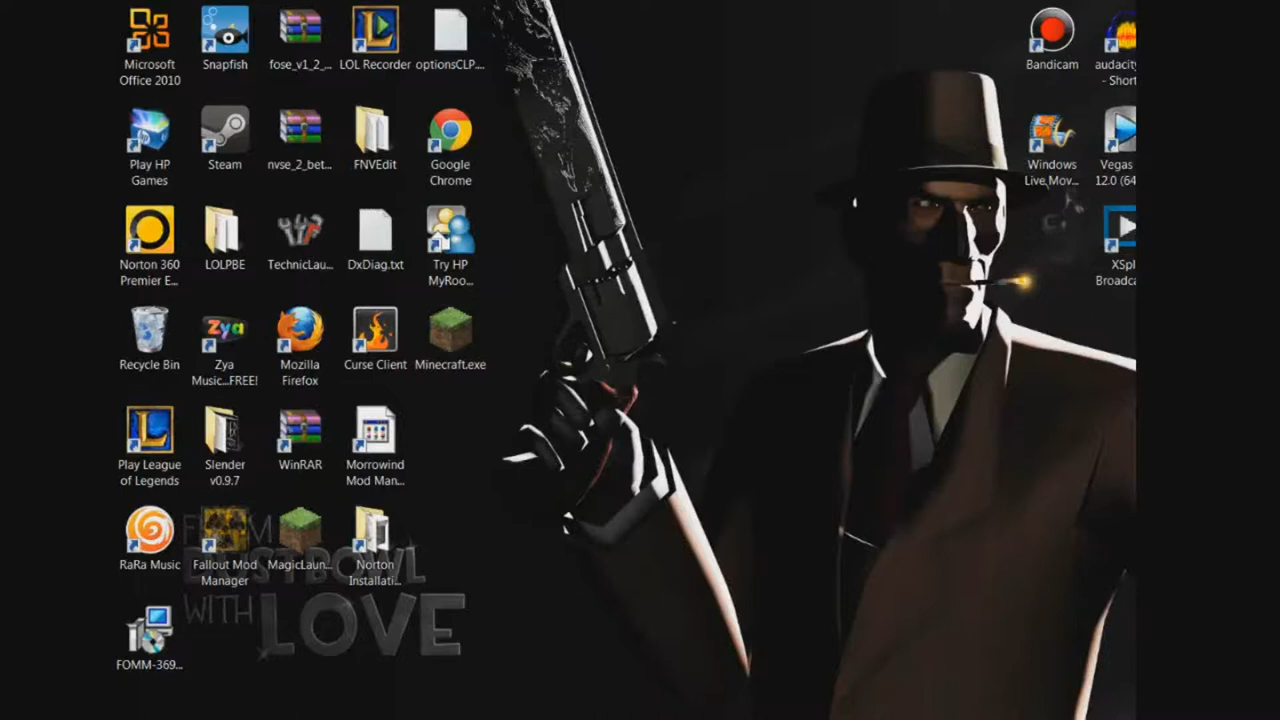 Microsoft
Office 2010
Snapfish
fose_v1_2_...
LOL Recorder
optionsCLP....
Bandicam
audacity
- Short
Play HP
Games
Steam
nvse_2_bet...
FNVEdit
Google
Chrome
Windows
Live Mov...
Vegas
12.0 (64
Norton 360
Premier E...
LOLPBE
TechnicLau...
DxDiag.txt
Try HP
MyRoo...
XSpl
Broadca
Recycle Bin
Zya
Music...FREE!
Mozilla
Firefox
Curse Client
Minecraft.exe
Play League
of Legends
Slender
v0.9.7
WinRAR
Morrowind
Mod Man...
RaRa Music
Fallout Mod
Manager
MagicLaun...
Norton
Installati...
FROM
DUSTBOWL
WITH
LOVE
FOMM-369...